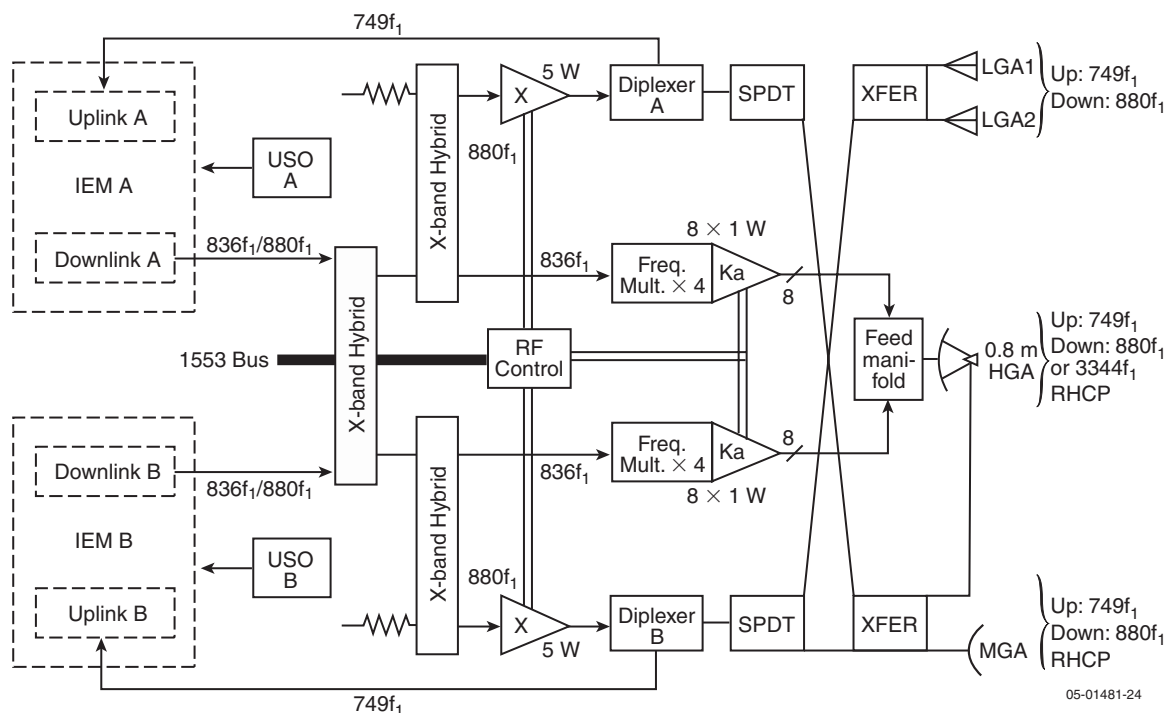 749f₁
Uplink A
IEM A
Downlink A
USO
A
836f₁/880f₁
X-band Hybrid
X
5 W
880f₁
Diplexer
A
SPDT
XFER
LGA1
LGA2
Up: 749f₁
Down: 880f₁
X-band Hybrid
836f₁
8 × 1 W
Freq.
Mult. × 4
Ka
8
1553 Bus
RF
Control
Feed
mani-
fold
0.8 m
HGA
Up: 749f₁
Down: 880f₁
or 3344f₁
RHCP
Downlink B
836f₁/880f₁
IEM B
Uplink B
USO
B
X-band Hybrid
836f₁
Freq.
Mult. × 4
Ka
8
8 × 1 W
880f₁
X
5 W
Diplexer
B
SPDT
XFER
MGA
Up: 749f₁
Down: 880f₁
RHCP
749f₁
05-01481-24